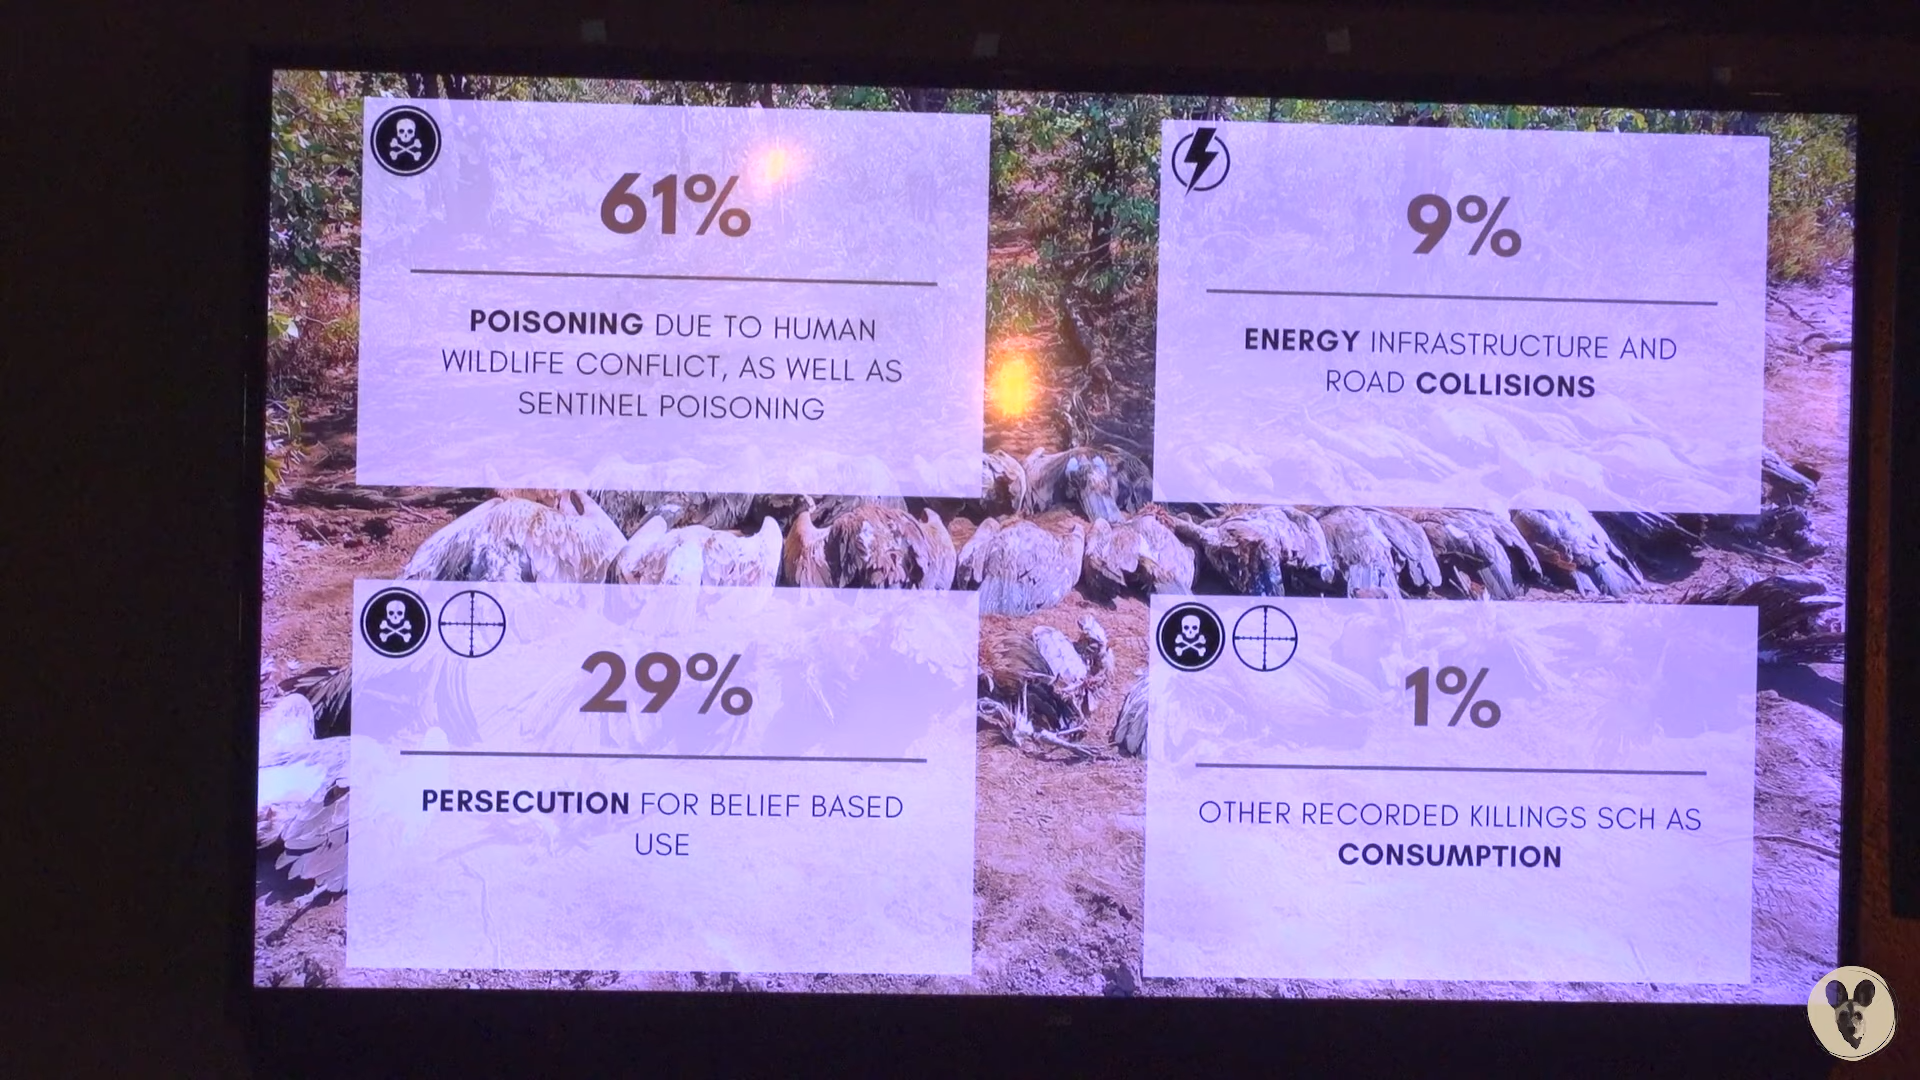 61%
POISONING DUE TO HUMAN
WILDLIFE CONFLICT, AS WELL AS
SENTINEL POISONING
9%
ENERGY INFRASTRUCTURE AND
ROAD COLLISIONS
29%
PERSECUTION FOR BELIEF BASED
USE
1%
OTHER RECORDED KILLINGS SCH AS
CONSUMPTION